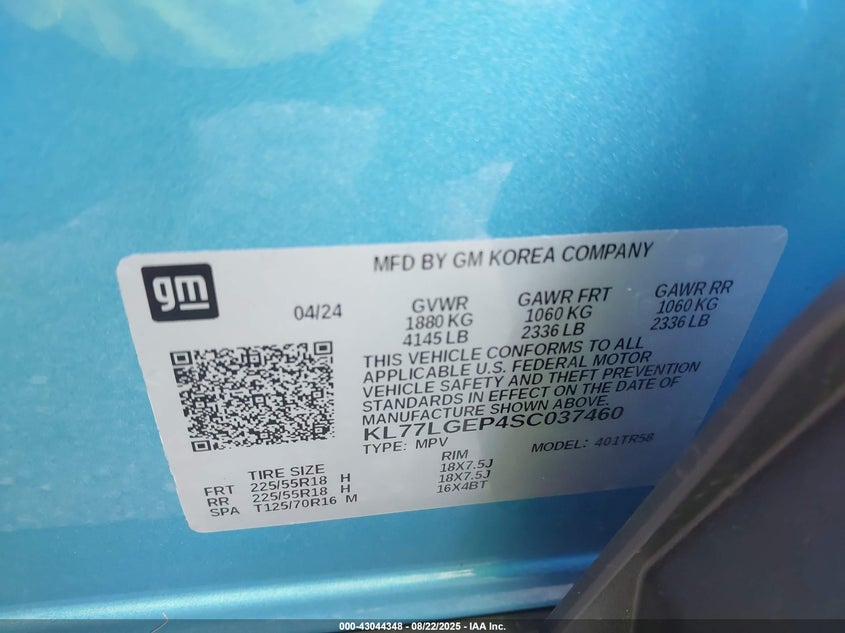 gm
MFD BY GM KOREA COMPANY
04/24
GVWR
1880 KG
4145 LB
GAWR FRT
1060 KG
2336 LB
GAWR RR
1060 KG
2336 LB
THIS VEHICLE CONFORMS TO ALL
APPLICABLE U.S. FEDERAL MOTOR
VEHICLE SAFETY AND THEFT PREVENTION
STANDARDS IN EFFECT ON THE DATE OF
MANUFACTURE SHOWN ABOVE.
KL77LGEP4SC037460
TYPE: MPV
MODEL: 401TR58
TIRE SIZE
RIM
FRT 225/55R18 H 18X7.5J
RR 225/55R18 H 18X7.5J
SPA T125/70R16 M 16X4BT
000-43044348 - 08/22/2025 - IAA Inc.